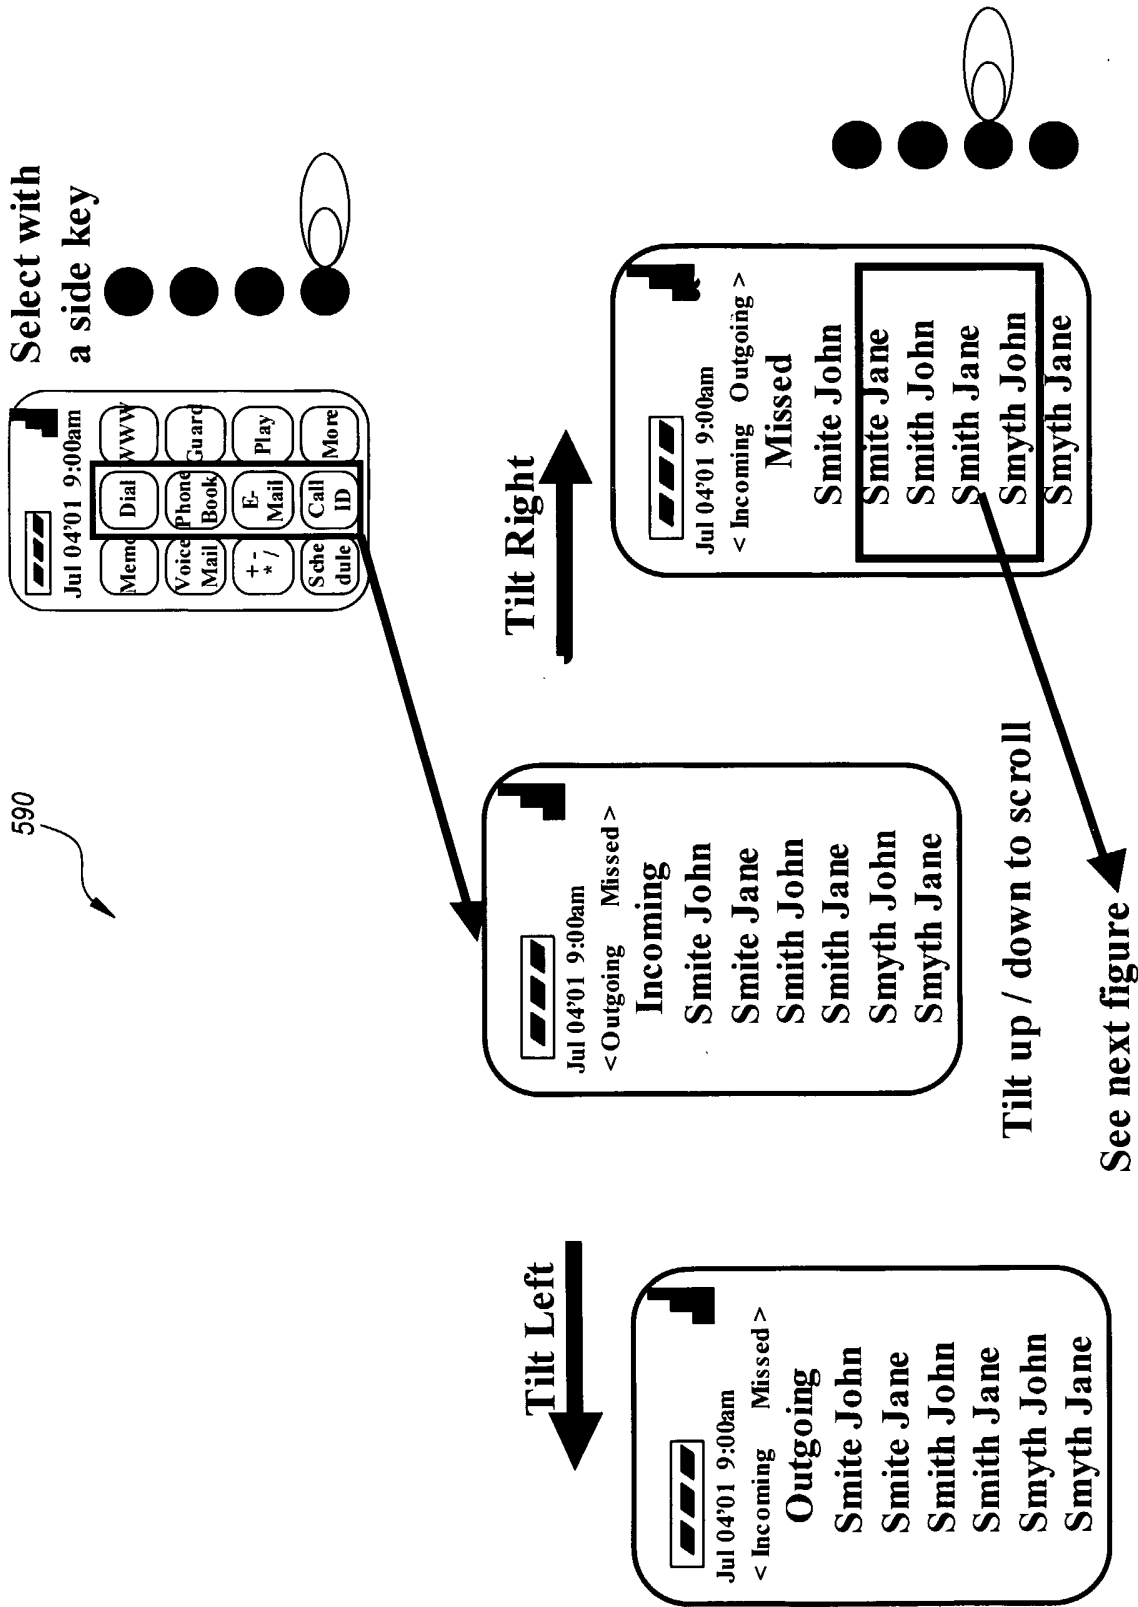 590
Select with
a side key
Jul 04'01 9:00am
Memo Dial WWW
Voice Mail Phone Book Guard
+ - * / E- Mail Play
Sche dule Call ID More
Tilt Left
Tilt Right
Jul 04'01 9:00am
< Incoming Missed >
Outgoing
Smite John
Smite Jane
Smith John
Smith Jane
Smyth John
Smyth Jane
Jul 04'01 9:00am
<Outgoing Missed>
Incoming
Smite John
Smite Jane
Smith John
Smith Jane
Smyth John
Smyth Jane
Jul 04'01 9:00am
< Incoming Outgoing >
Missed
Smite John
Smite Jane
Smith John
Smith Jane
Smyth John
Smyth Jane
Tilt up / down to scroll
See next figure